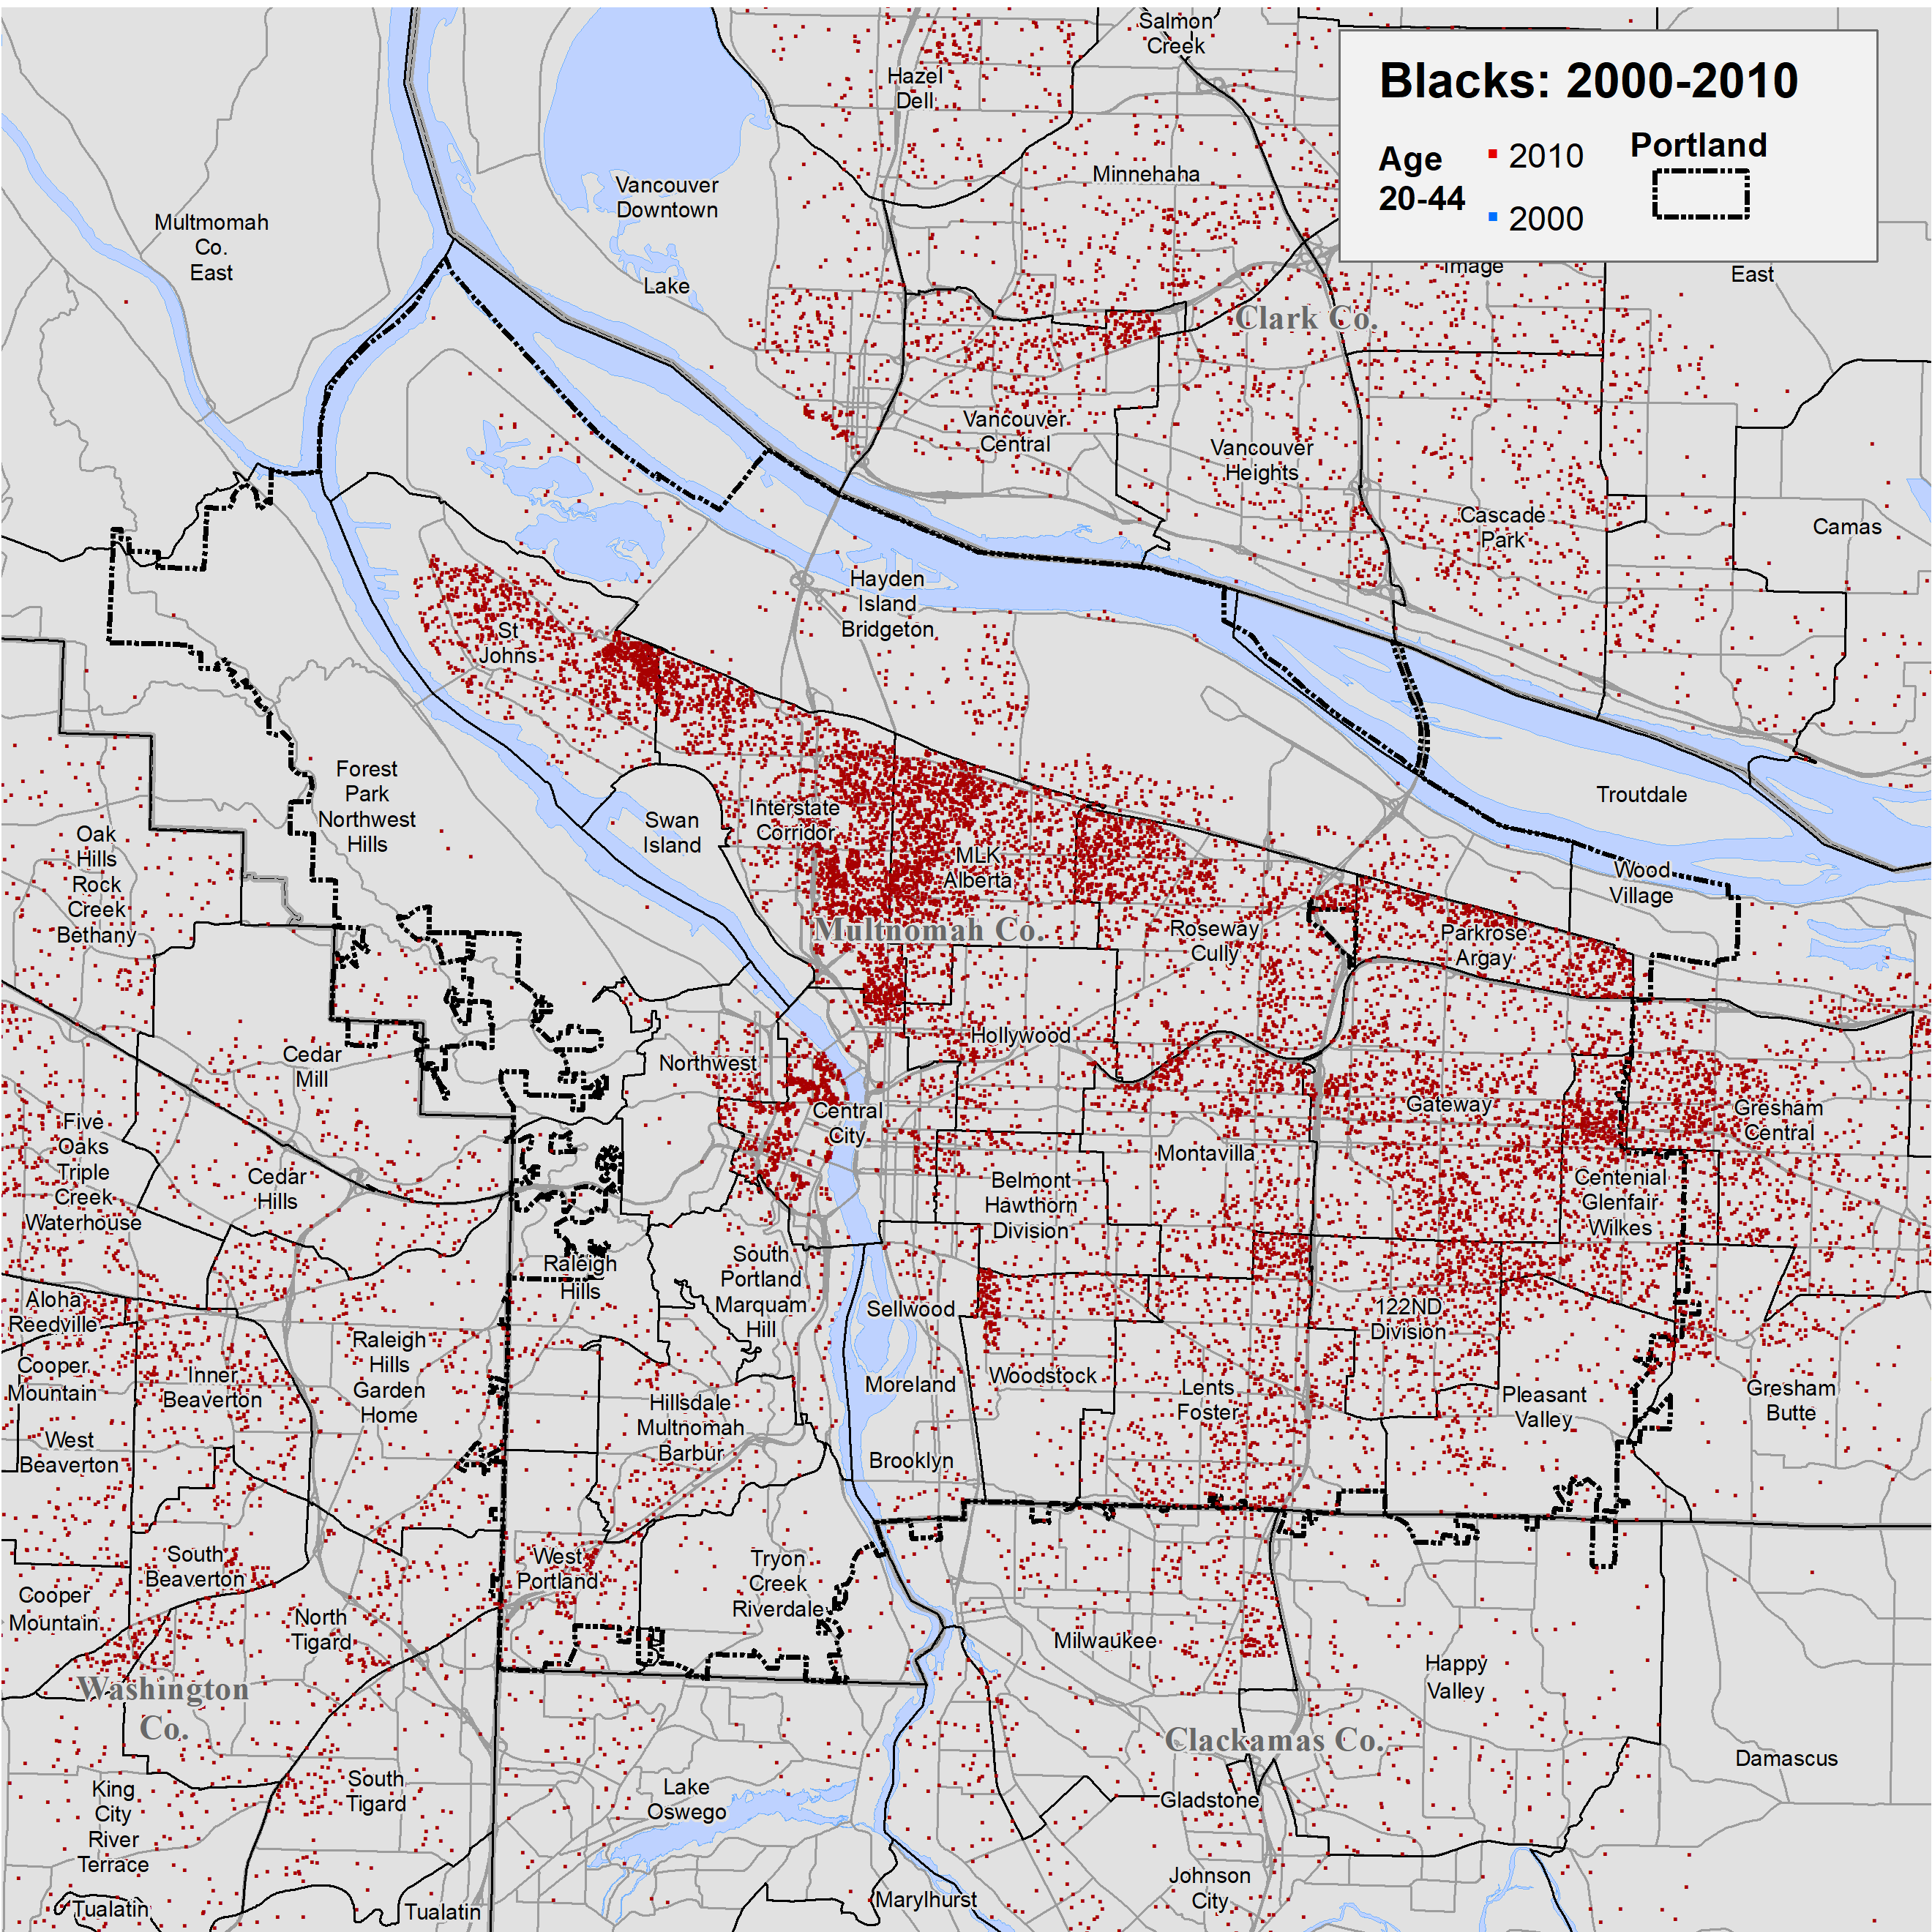 Salmon
Creek
Hazel
Dell
Blacks: 2000-2010
Age
20-44
2010
2000
Portland
Minnehaha
Vancouver
Downtown
Lake
Multmomah
Co.
East
Image
East
Clark Co.
Vancouver
Central
Vancouver
Heights
Cascade
Park
Camas
Hayden
Island
Bridgeton
St
Johns
Forest
Park
Northwest
Hills
Swan
Island
Interstate
Corridor
MLK
Alberta
Multnomah Co.
Troutdale
Wood
Village
Oak
Hills
Rock
Creek
Bethany
Roseway
Cully
Parkrose
Argay
Cedar
Mill
Northwest
Hollywood
Central
City
Gateway
Gresham
Central
Five
Oaks
Triple
Creek
Waterhouse
Cedar
Hills
Montavilla
Belmont
Hawthorn
Division
Centenial
Glenfair
Wilkes
Raleigh
Hills
South
Portland
Marquam
Hill
Sellwood
Moreland
Brooklyn
122ND
Division
Aloha
Reedville
Cooper
Mountain
Inner
Beaverton
Raleigh
Hills
Garden
Home
Hillsdale
Multnomah
Barbur
Woodstock
Lents
Foster
Pleasant
Valley
Gresham
Butte
West
Beaverton
South
Beaverton
Cooper
Mountain
West
Portland
Tryon
Creek
Riverdale
North
Tigard
Milwaukee
Happy
Valley
Washington
Co.
Clackamas Co.
Damascus
King
City
River
Terrace
South
Tigard
Lake
Oswego
Gladstone
Johnson
City
Tualatin
Tualatin
Marylhurst